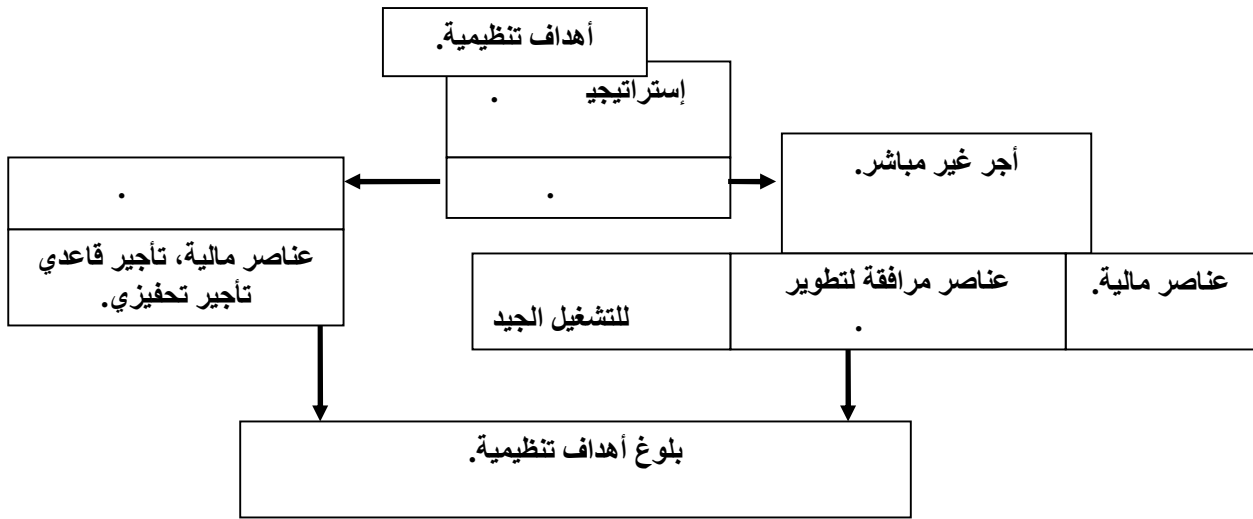 أهداف تنظيمية.
إستراتيجيـ .
أجر غير مباشر.
.
.
عناصر مالية، تأجير قاعدي
تأجير تحفيزي.
عناصر مالية.
عناصر مرافقة لتطوير
.
للتشغيل الجيد
بلوغ أهداف تنظيمية.